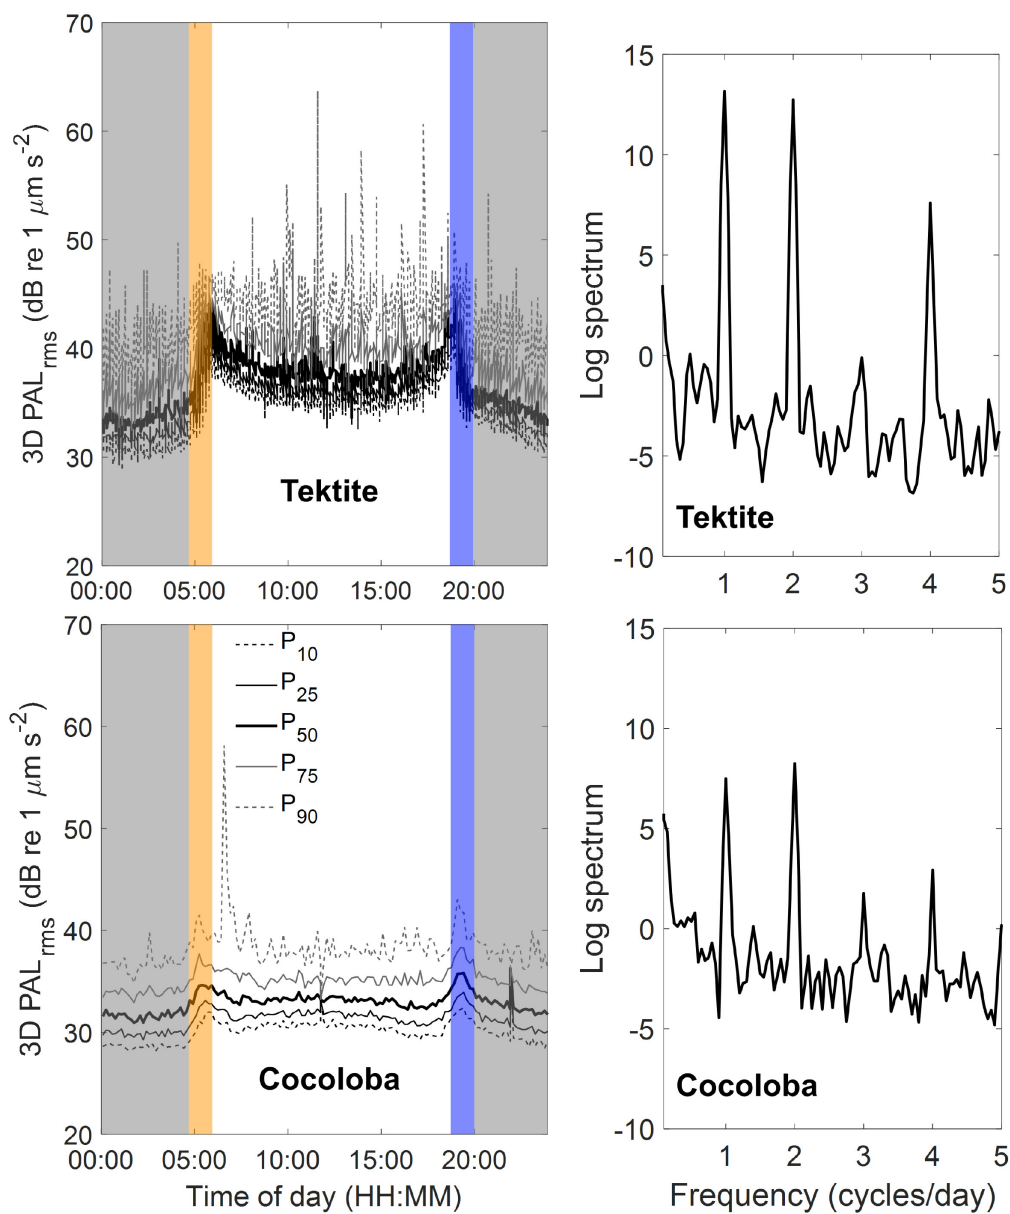 70
60
50
40
30
20
3D PAL_rms (dB re 1 μm s^-2)
Tektite
00:00 05:00 10:00 15:00 20:00
15
10
5
0
-5
-10
Log spectrum
Tektite
1 2 3 4 5
70
60
50
40
30
20
3D PAL_rms (dB re 1 μm s^-2)
P_10
P_25
P_50
P_75
P_90
Cocoloba
00:00 05:00 10:00 15:00 20:00
Time of day (HH:MM)
15
10
5
0
-5
-10
Log spectrum
Cocoloba
1 2 3 4 5
Frequency (cycles/day)